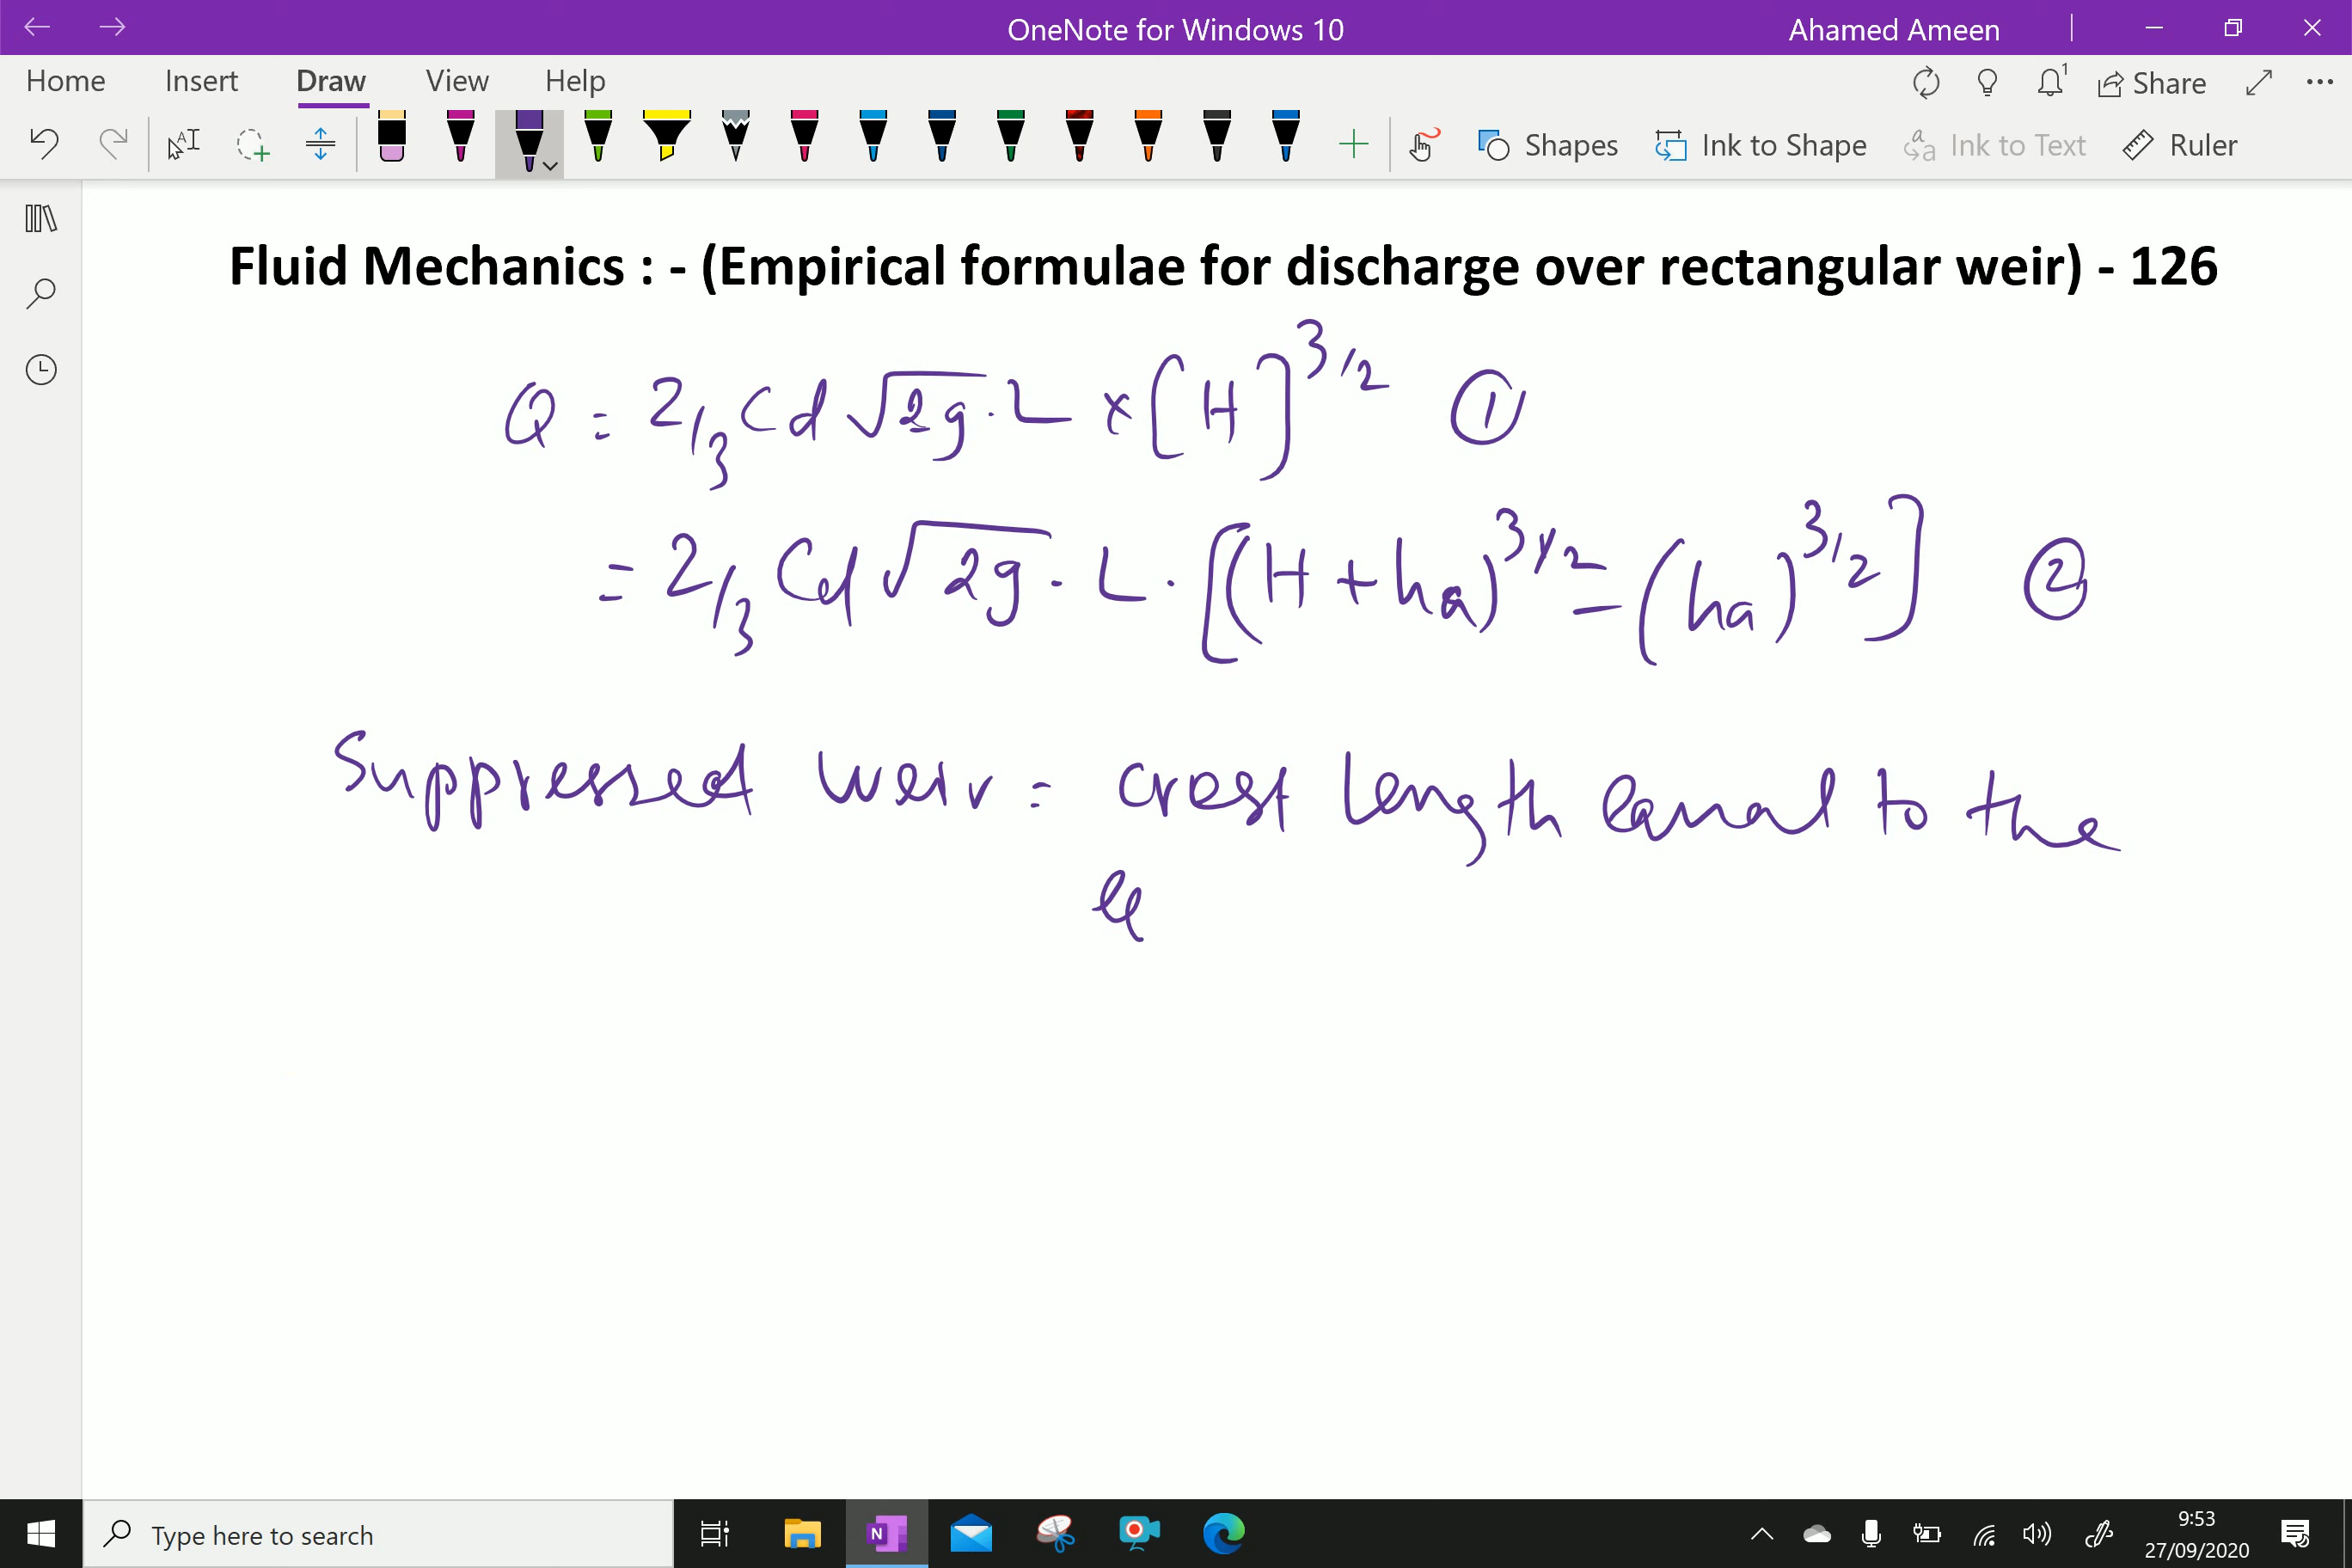 OneNote for Windows 10 Ahamed Ameen
Home Insert Draw View Help 1 Share
Shapes Ink to Shape Ink to Text Ruler
Fluid Mechanics : - (Empirical formulae for discharge over rectangular weir) - 126
Q = 2/3 Cd √2g . L × [H]^3/2 ①
= 2/3 Cd √2g . L . [(H + ha)^3/2 − (ha)^3/2] ②
Suppressed weir = crest length equal to the
Type here to search
9:53
27/09/2020